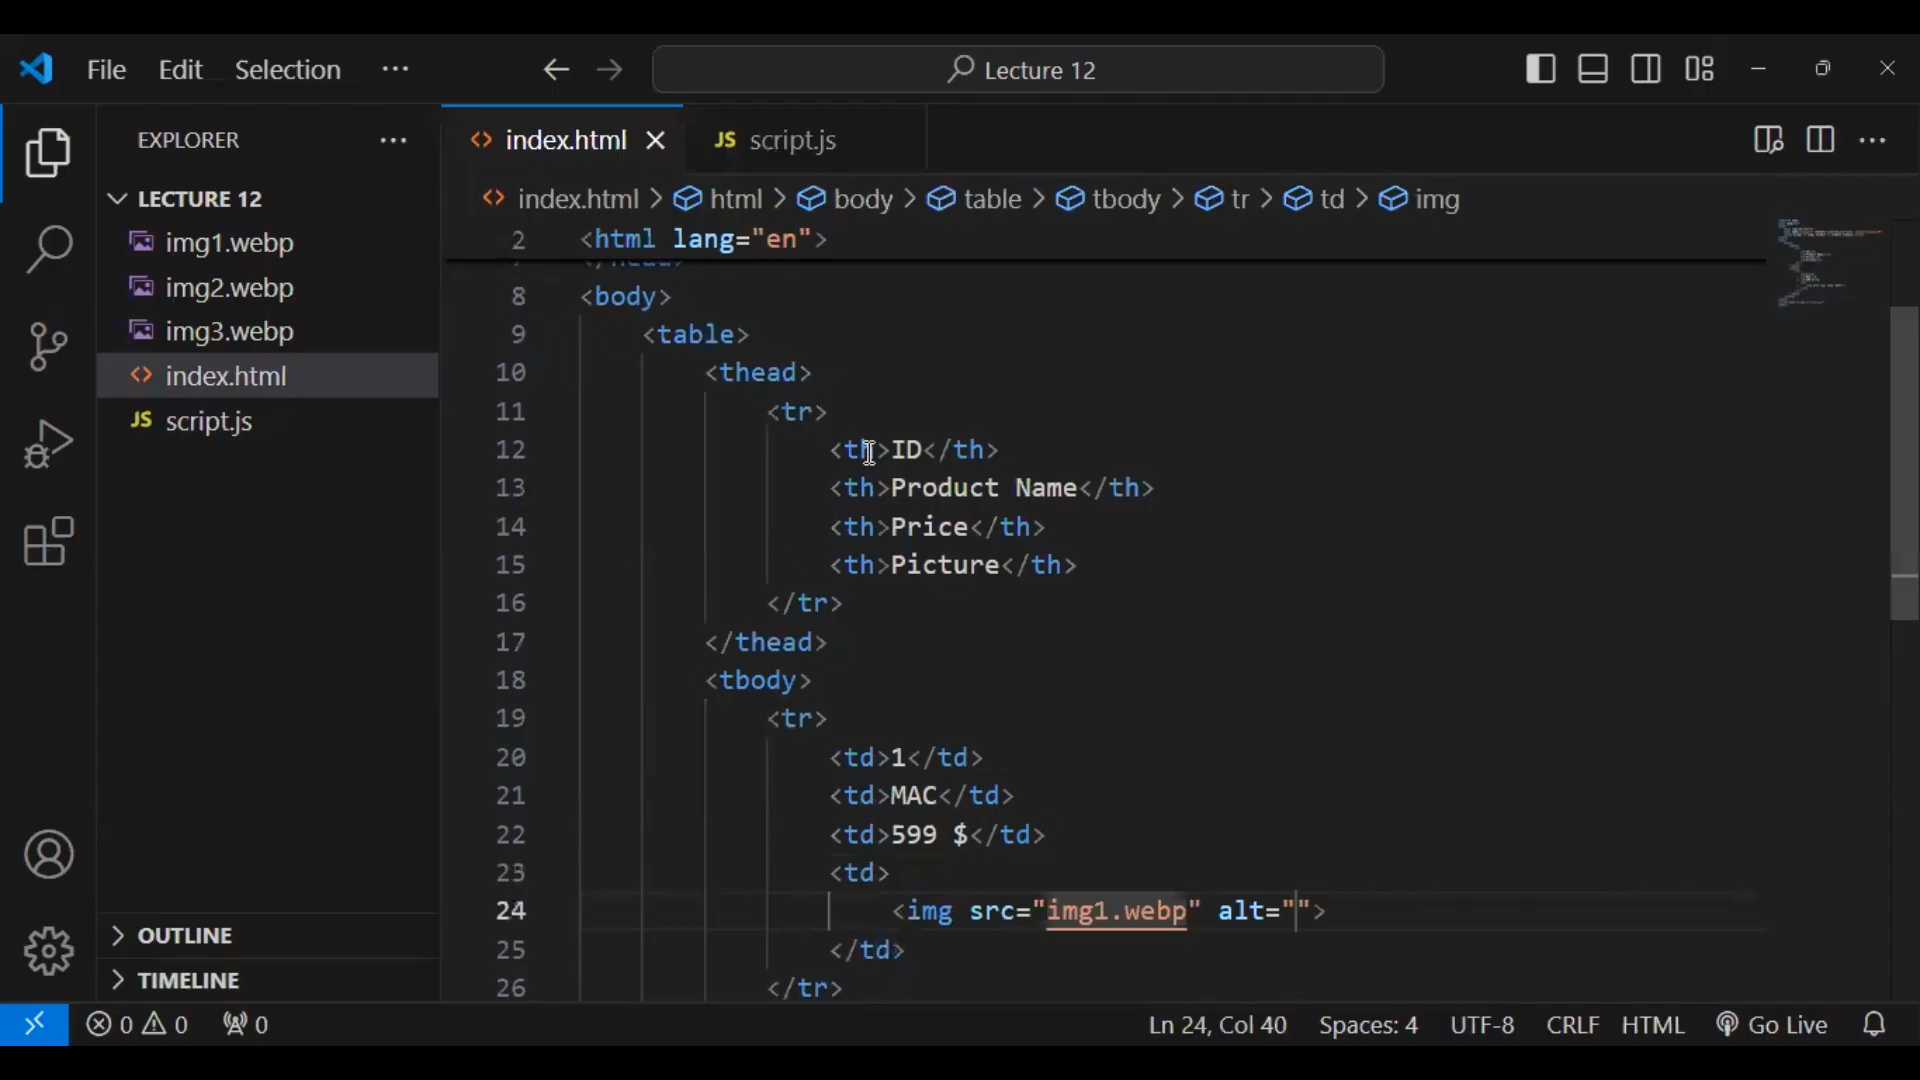 File Edit Selection ··· Lecture 12
EXPLORER ···
LECTURE 12
img1.webp
img2.webp
img3.webp
index.html
JS script.js
OUTLINE
TIMELINE
index.html JS script.js
index.html > html > body > table > tbody > tr > td > img
2 <html lang="en">
</head>
8 <body>
9 <table>
10 <thead>
11 <tr>
12 <th>ID</th>
13 <th>Product Name</th>
14 <th>Price</th>
15 <th>Picture</th>
16 </tr>
17 </thead>
18 <tbody>
19 <tr>
20 <td>1</td>
21 <td>MAC</td>
22 <td>599 $</td>
23 <td>
24 <img src="img1.webp" alt="">
25 </td>
26 </tr>
0 0 0 Ln 24, Col 40 Spaces: 4 UTF-8 CRLF HTML Go Live